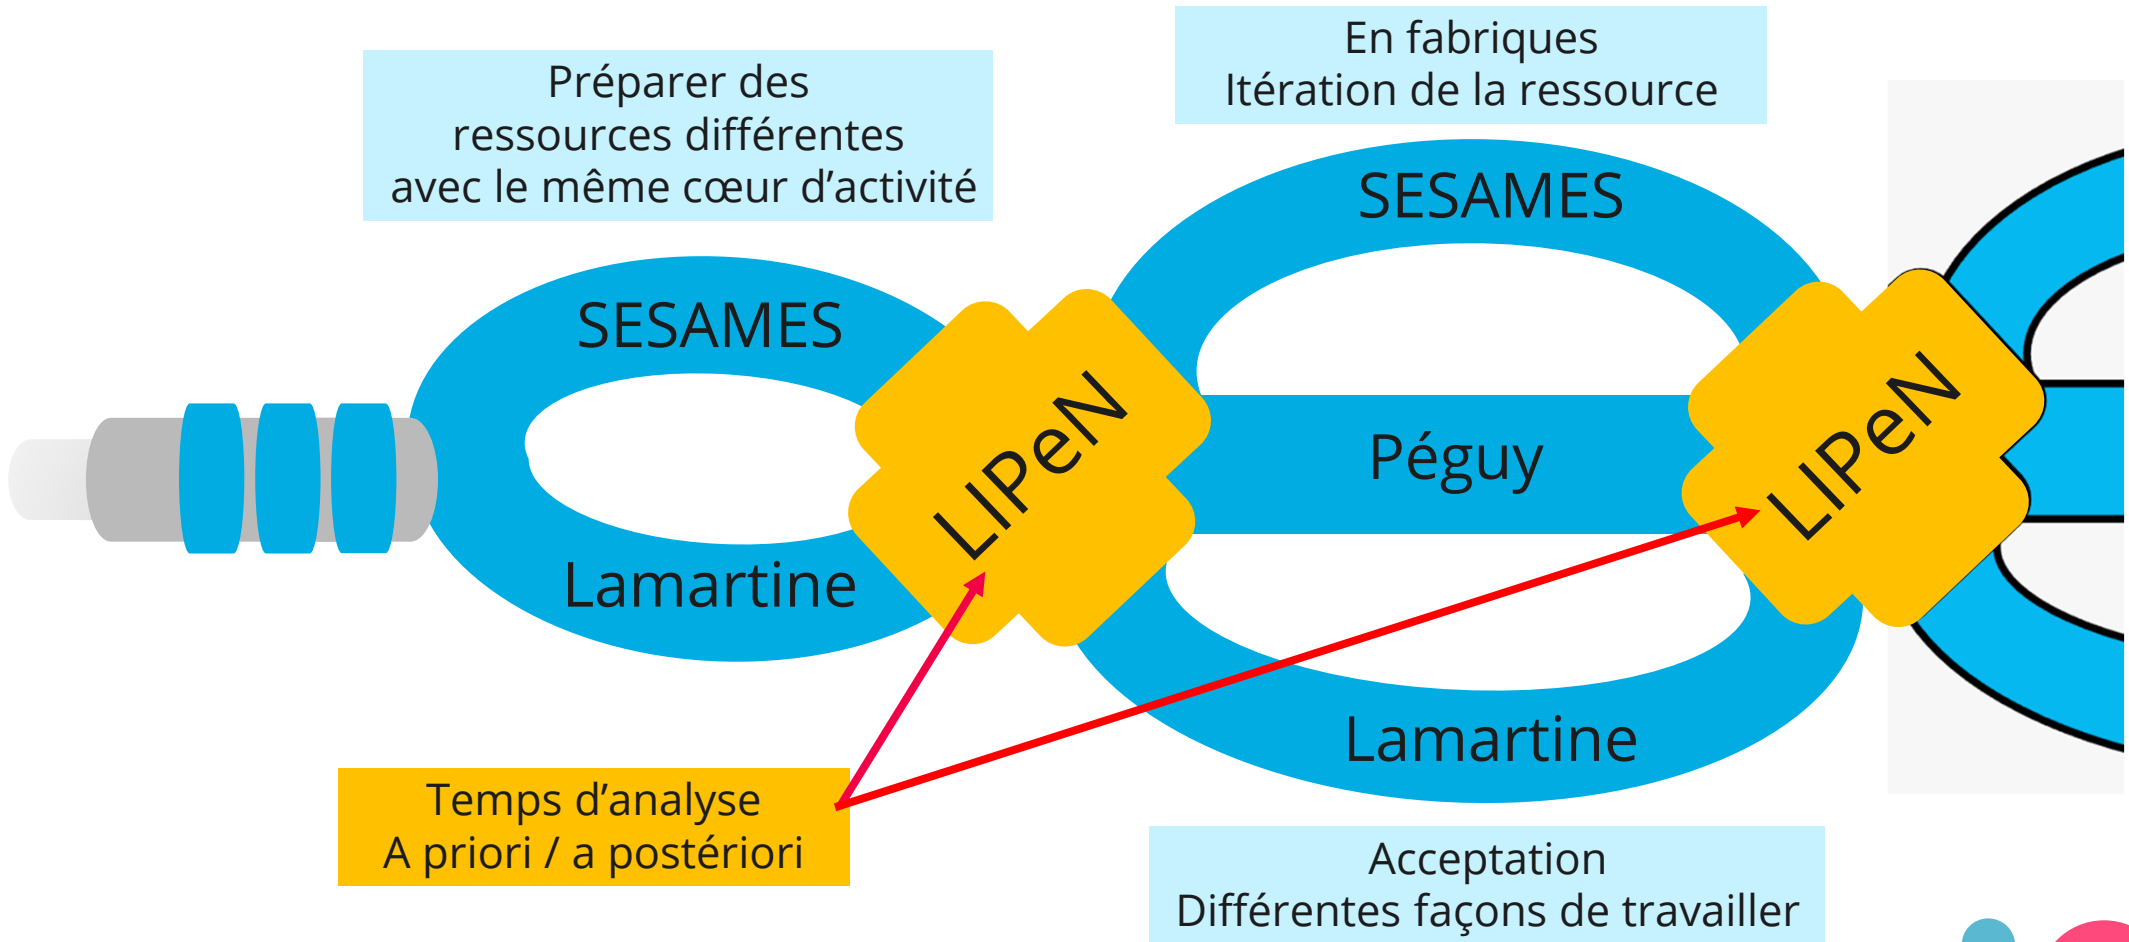 En fabriques
Itération de la ressource
Préparer des
ressources différentes
avec le même cœur d’activité
SESAMES
SESAMES
LIPeN
LIPeN
Péguy
Lamartine
Lamartine
Temps d’analyse
A priori / a postériori
Acceptation
Différentes façons de travailler